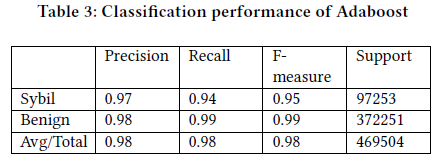 Table 3: Classification performance of Adaboost
Precision Recall F-measure Support
Sybil 0.97 0.94 0.95 97253
Benign 0.98 0.99 0.99 372251
Avg/Total 0.98 0.98 0.98 469504